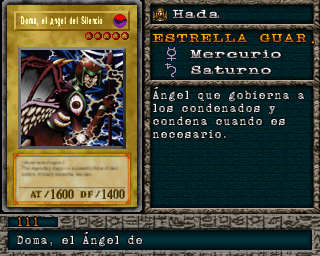 Doma, el Ángel del Silencio
AT/1600 DF/1400
Hada
ESTRELLA GUAR.
Mercurio
Saturno
Ángel que gobierna a
los condenados y
condena cuando es
necesario.
111
Doma, el Ángel de